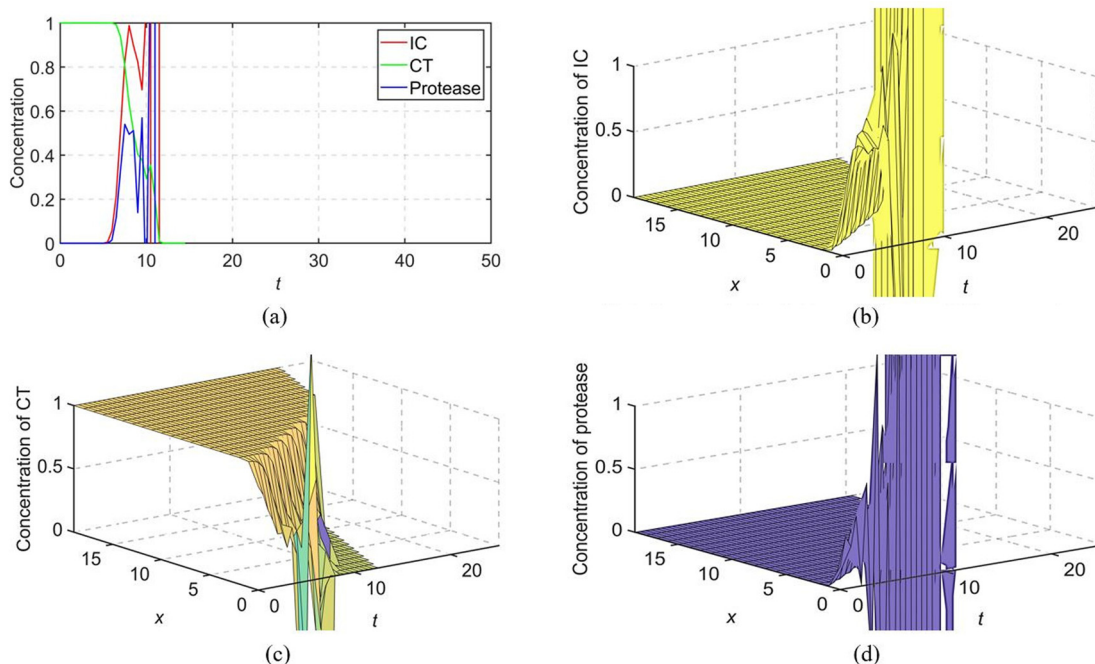 1
0.8
0.6
0.4
0.2
0
Concentration
IC
CT
Protease
0 10 20 30 40 50
t
(a)
Concentration of IC
1
0.5
0
15 10 5 0
x
0 10 20
t
(b)
Concentration of CT
1
0.5
0
15 10 5 0
x
0 10 20
t
(c)
Concentration of protease
1
0.5
0
15 10 5 0
x
0 10 20
t
(d)